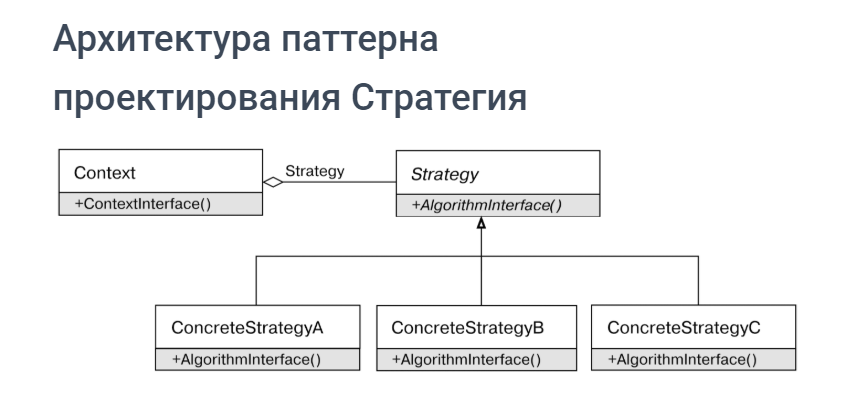 Архитектура паттерна
проектирования Стратегия
Context
Strategy
Strategy
+ContextInterface()
+AlgorithmInterface()
ConcreteStrategyA
ConcreteStrategyB
ConcreteStrategyC
+AlgorithmInterface()
+AlgorithmInterface()
+AlgorithmInterface()